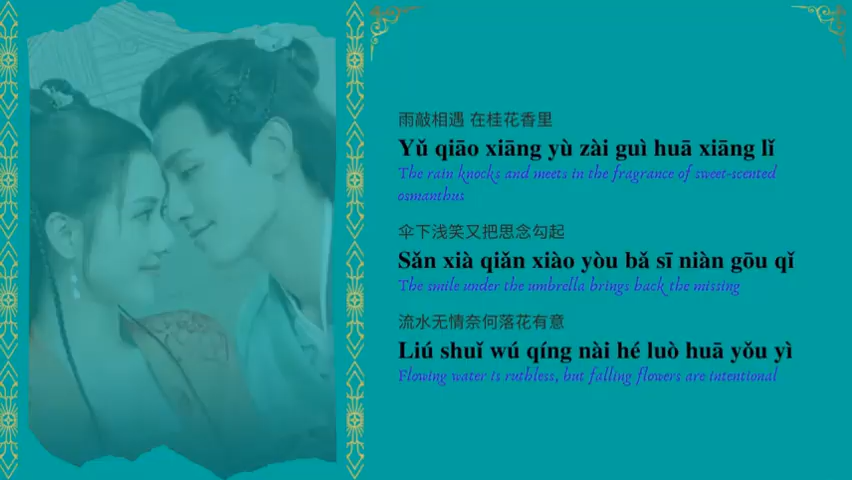 雨敲相遇 在桂花香里
Yǔ qiāo xiāng yù zài guì huā xiāng lǐ
The rain knocks and meets in the fragrance of sweet-scented
osmanthus
伞下浅笑又把思念勾起
Sǎn xià qiǎn xiào yòu bǎ sī niàn gōu qǐ
The smile under the umbrella brings back the missing
流水无情奈何落花有意
Liú shuǐ wú qíng nài hé luò huā yǒu yì
Flowing water is ruthless, but falling flowers are intentional